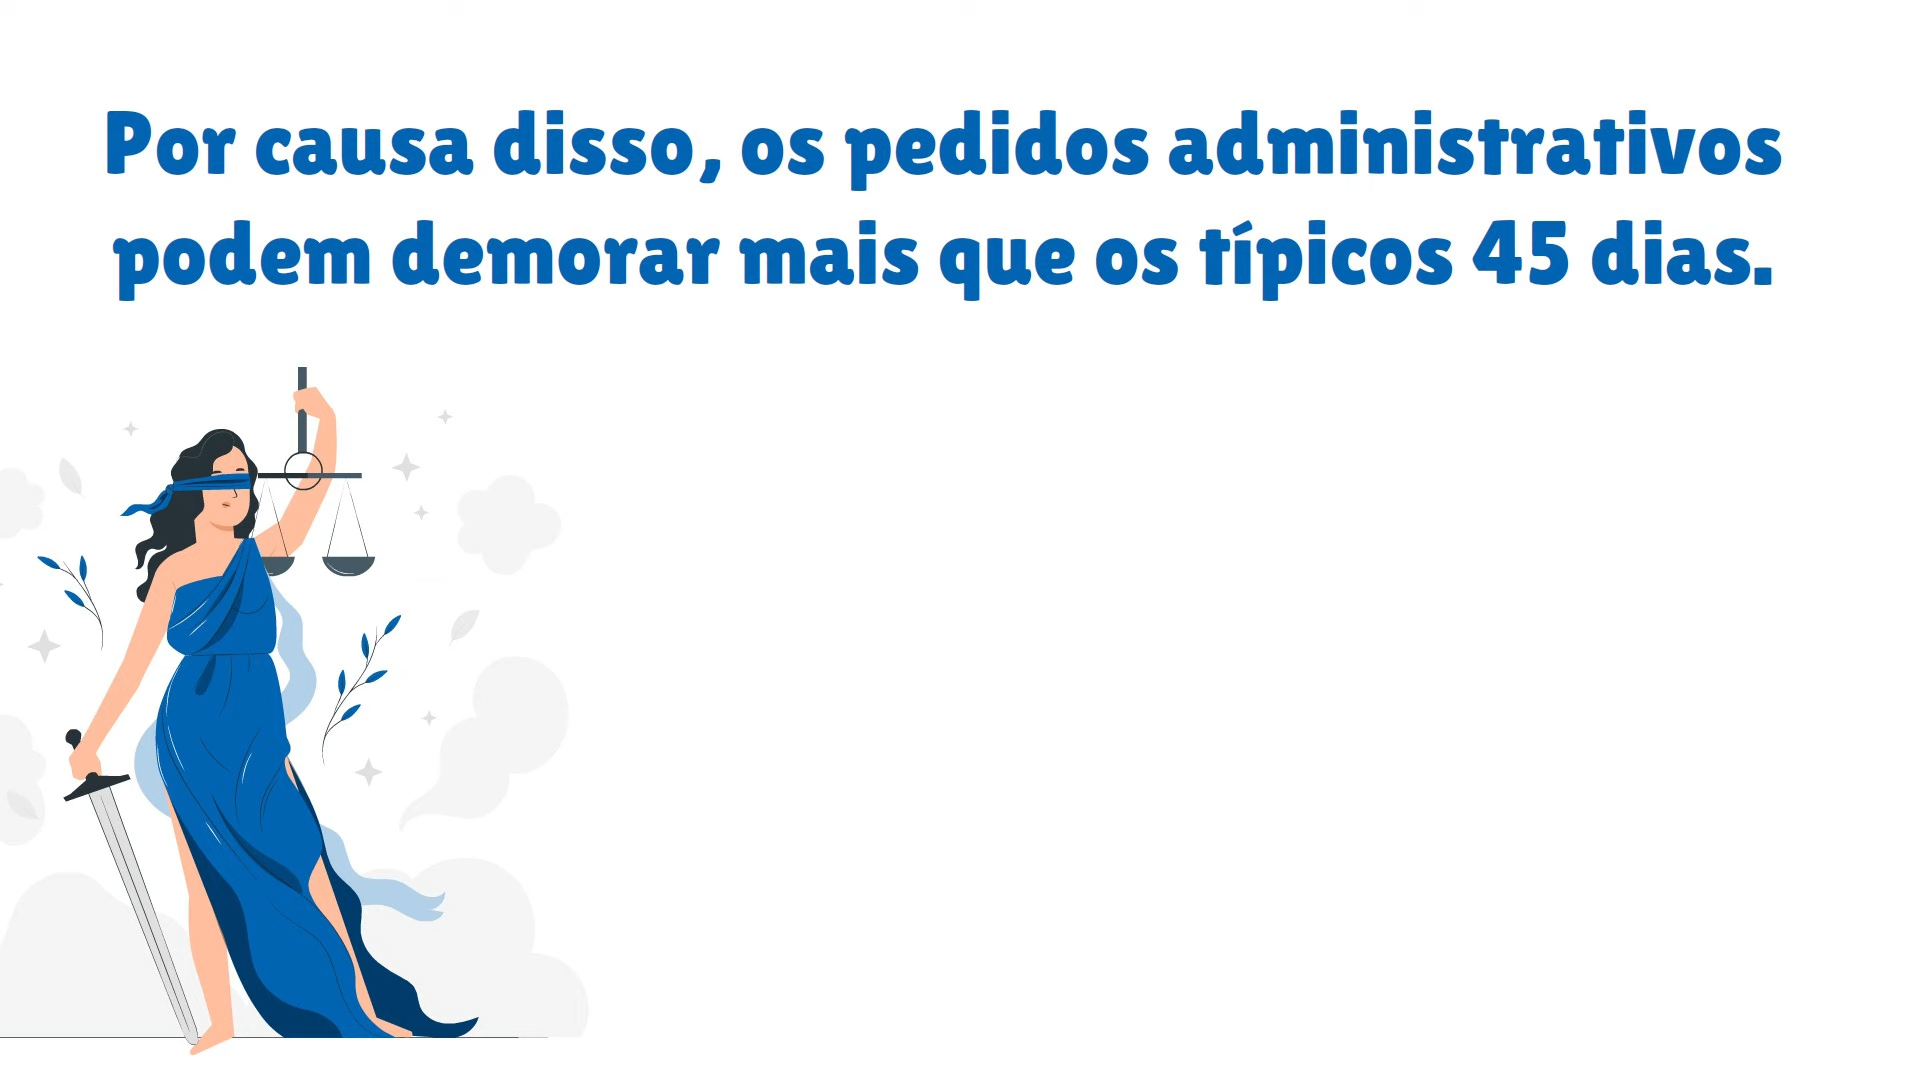 Por causa disso, os pedidos administrativos
podem demorar mais que os típicos 45 dias.